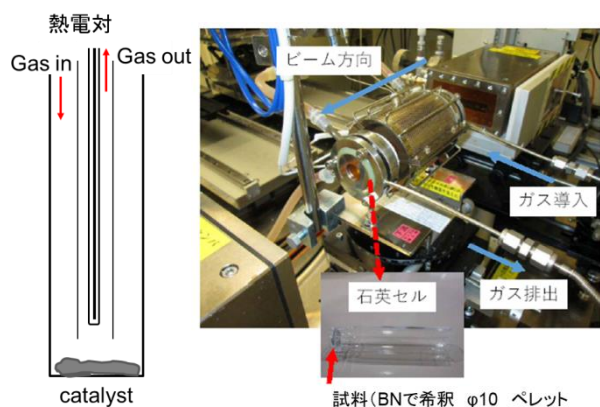 熱電対
Gas in
Gas out
catalyst
ビーム方向
ガス導入
ガス排出
石英セル
試料(BNで希釈 φ10 ペレット